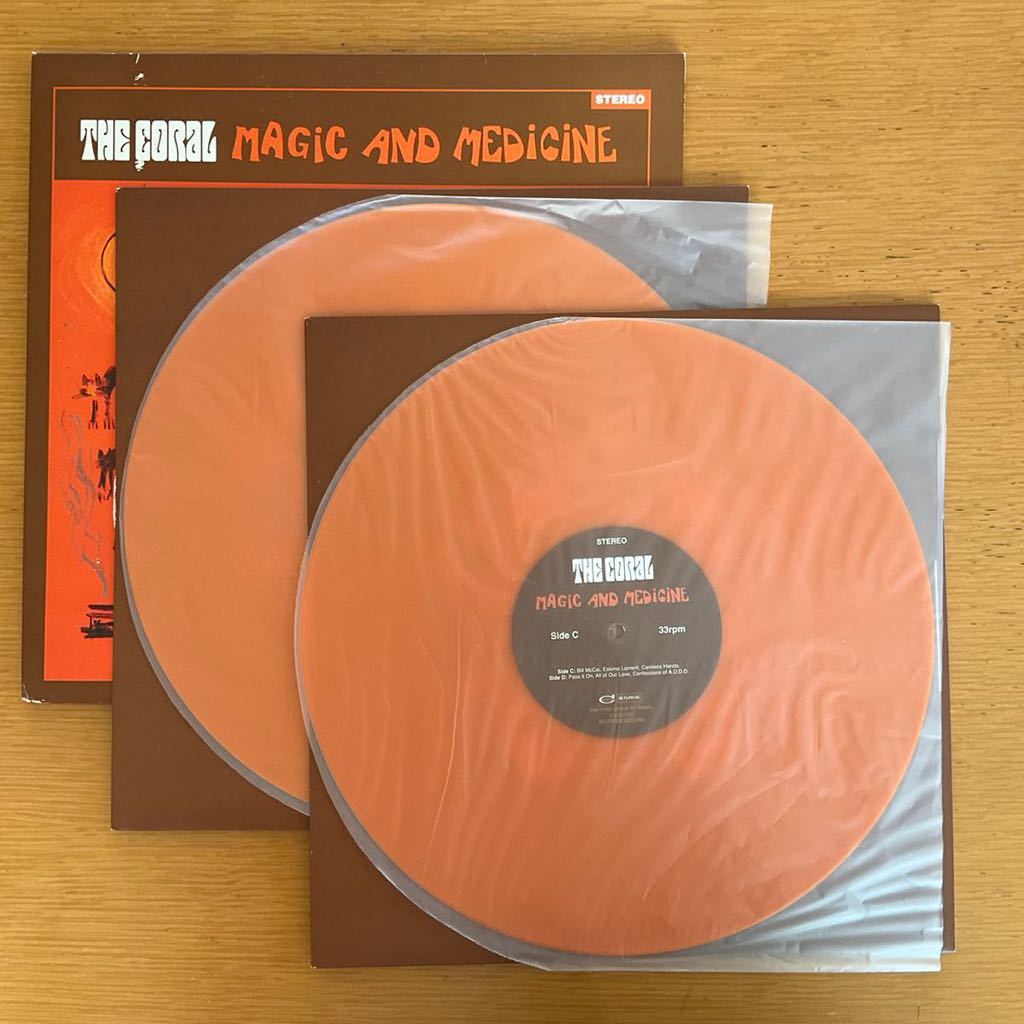 STEREO
THE CORAL MAGIC AND MEDICINE
STEREO
THE CORAL
MAGIC AND MEDICINE
Side C 33rpm
Side C: Bill McCai, Eskimo Lament, Careless Hands,
Side D: Pass it On, All of Our Love, Confessions of A.D.D.D.